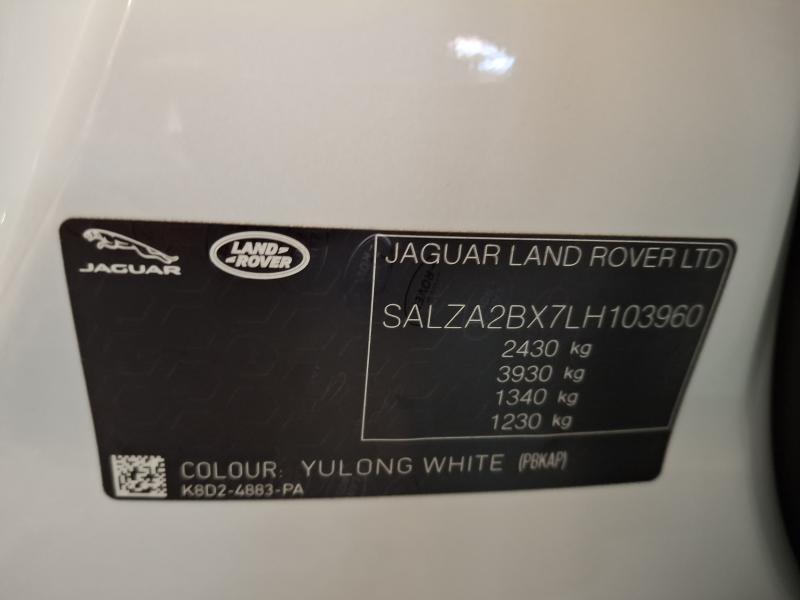 JAGUAR
LAND-
-ROVER
JAGUAR LAND ROVER LTD
SALZA2BX7LH103960
2430 kg
3930 kg
1340 kg
1230 kg
COLOUR: YULONG WHITE (PBKAP)
K8D2-4883-PA